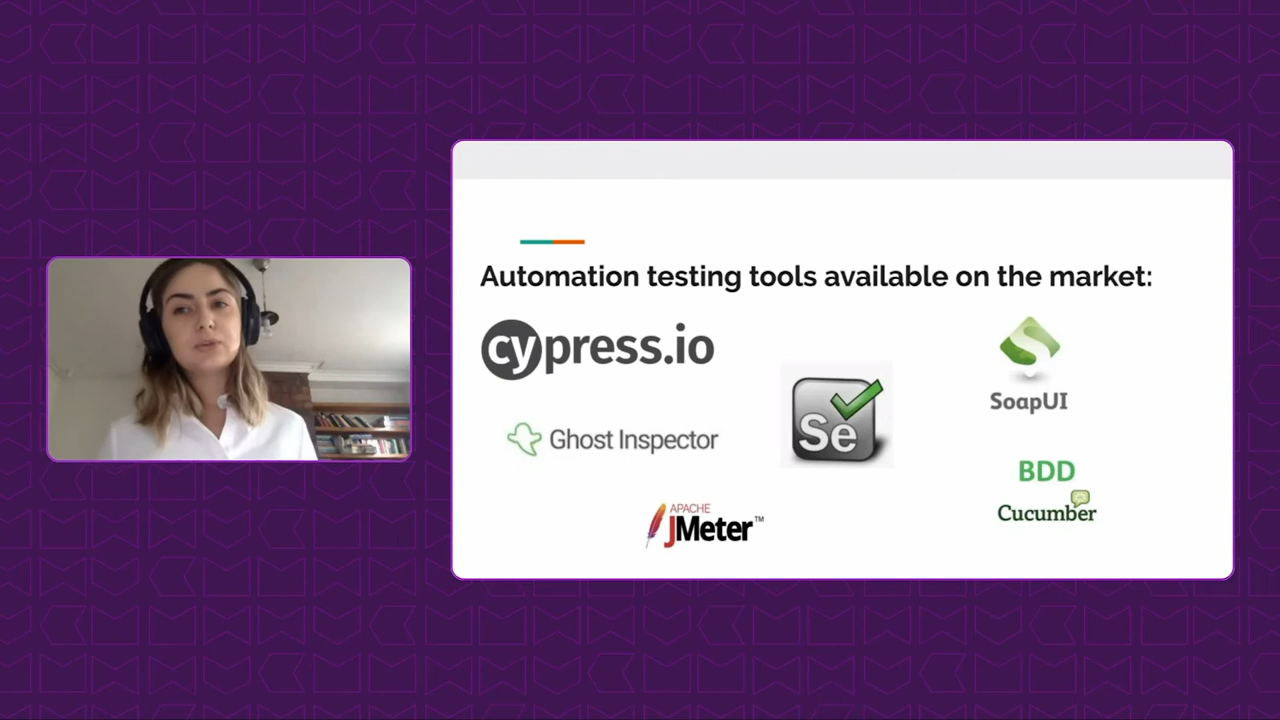 Automation testing tools available on the market:
cypress.io
SoapUI
Se
Ghost Inspector
BDD
Cucumber
APACHE
JMeter™